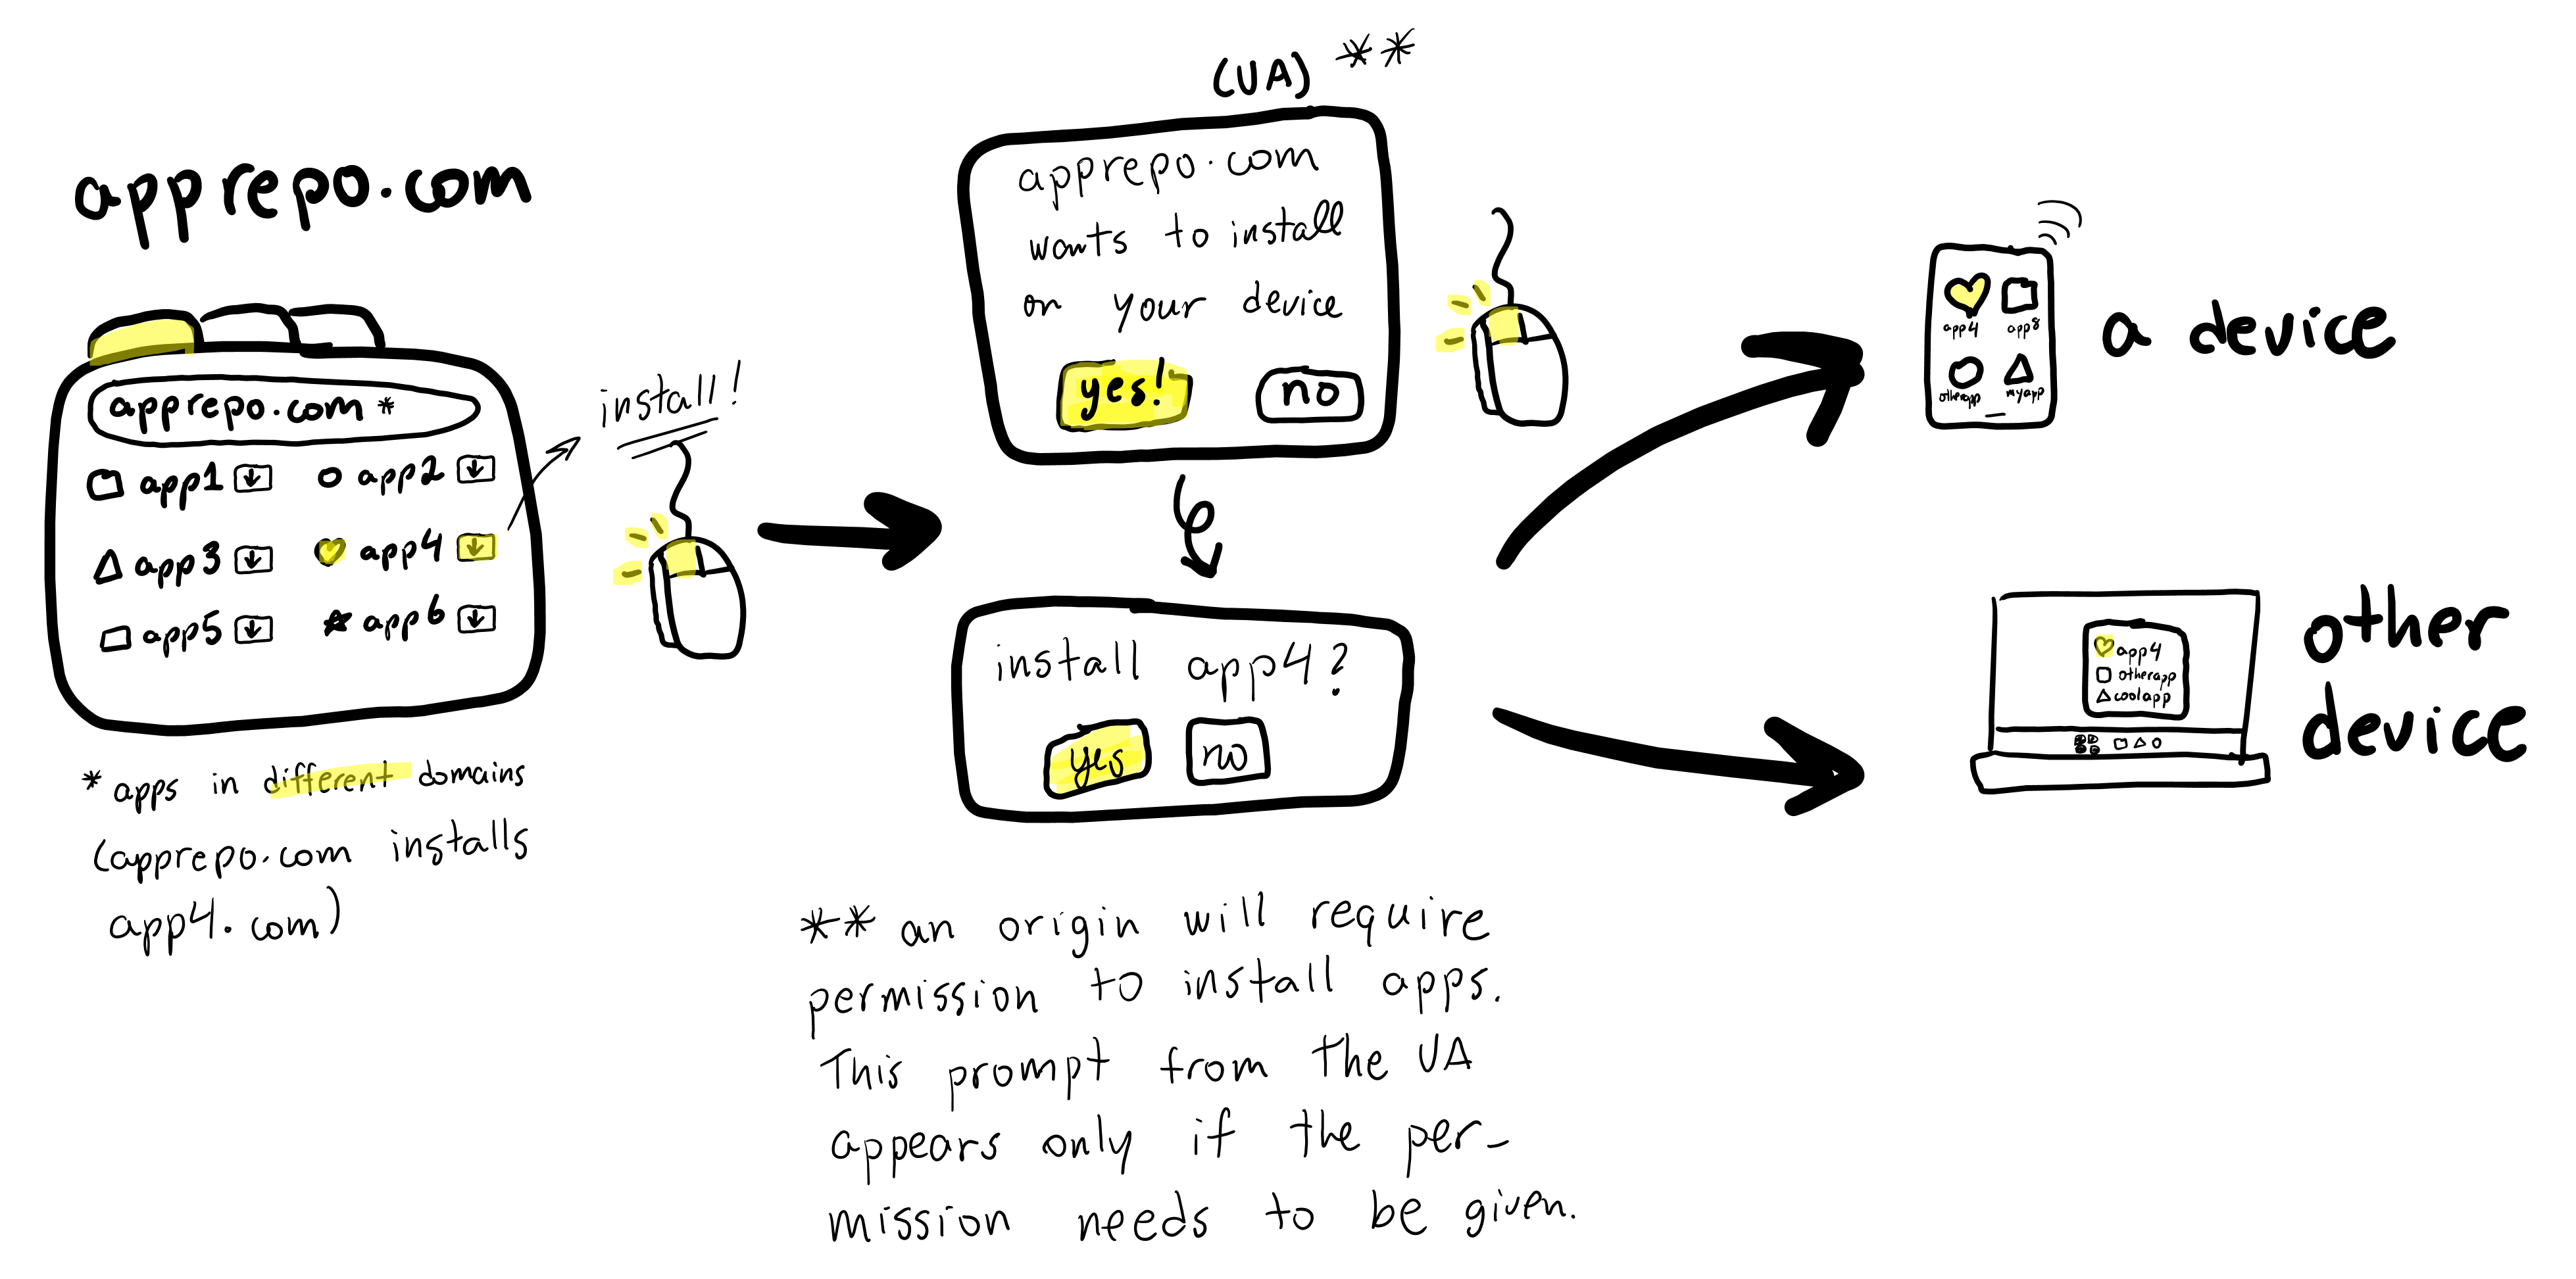 apprepo.com
apprepo.com *
app1
app2
app3
app4
app5
app6
* apps in different domains
(apprepo.com installs
app4.com)
install!
(UA) **
apprepo.com
wants to install
on your device
yes!
no
install app4?
yes
no
** an origin will require
permission to install apps.
This prompt from the UA
appears only if the per-
mission needs to be given.
app4
app8
otherapp
myapp
a device
app4
otherapp
coolapp
other
device